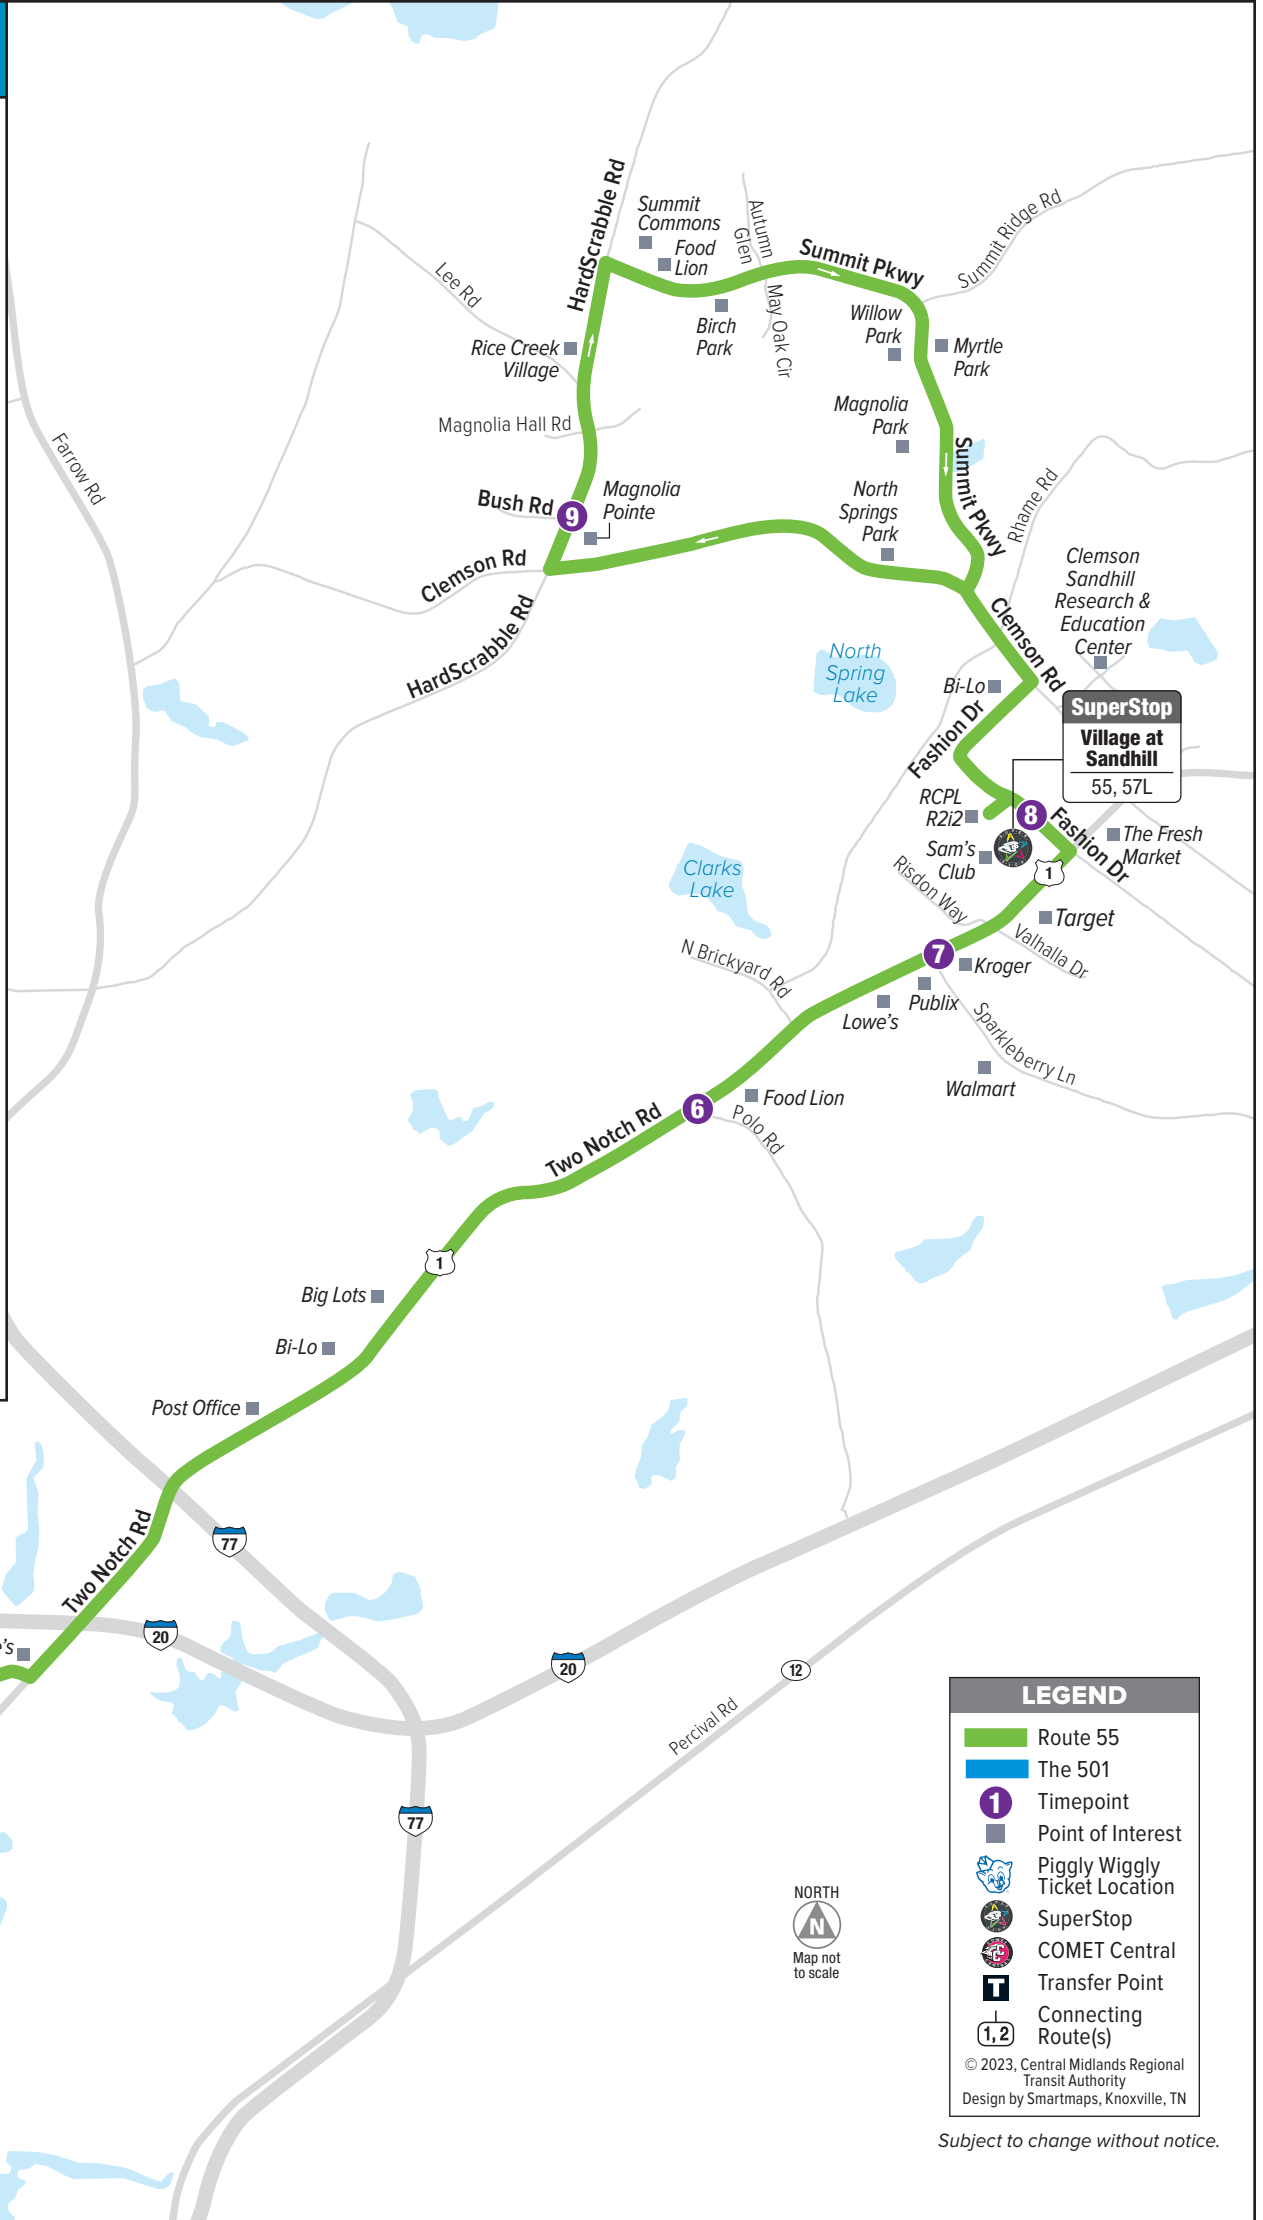 HardScrabble Rd
Summit
Commons
Food
Lion
Autumn
Glen
Summit Pkwy
Summit Ridge Rd
Lee Rd
May Oak Cir
Birch
Park
Willow
Park
Myrtle
Park
Rice Creek
Village
Magnolia Hall Rd
Magnolia
Park
Farrow Rd
Summit Pkwy
Rhame Rd
Bush Rd
9
Magnolia
Pointe
North
Springs
Park
Clemson Rd
HardScrabble Rd
Clemson
Sandhill
Research &
Education
Center
Clemson Rd
North
Spring
Lake
Bi-Lo
Fashion Dr
SuperStop
Village at
Sandhill
55, 57L
RCPL
R2i2
8
Fashion Dr
The Fresh
Market
Sam's
Club
1
Clarks
Lake
Risdon Way
Target
Valhalla Dr
N Brickyard Rd
7
Kroger
Publix
Lowe's
Sparkleberry Ln
Walmart
6
Food Lion
Polo Rd
Two Notch Rd
1
Big Lots
Bi-Lo
Post Office
Two Notch Rd
77
20
's
20
12
Percival Rd
77
NORTH
N
Map not
to scale
LEGEND
Route 55
The 501
1 Timepoint
Point of Interest
Piggly Wiggly
Ticket Location
SuperStop
COMET Central
T Transfer Point
Connecting
1, 2 Route(s)
© 2023, Central Midlands Regional
Transit Authority
Design by Smartmaps, Knoxville, TN
Subject to change without notice.